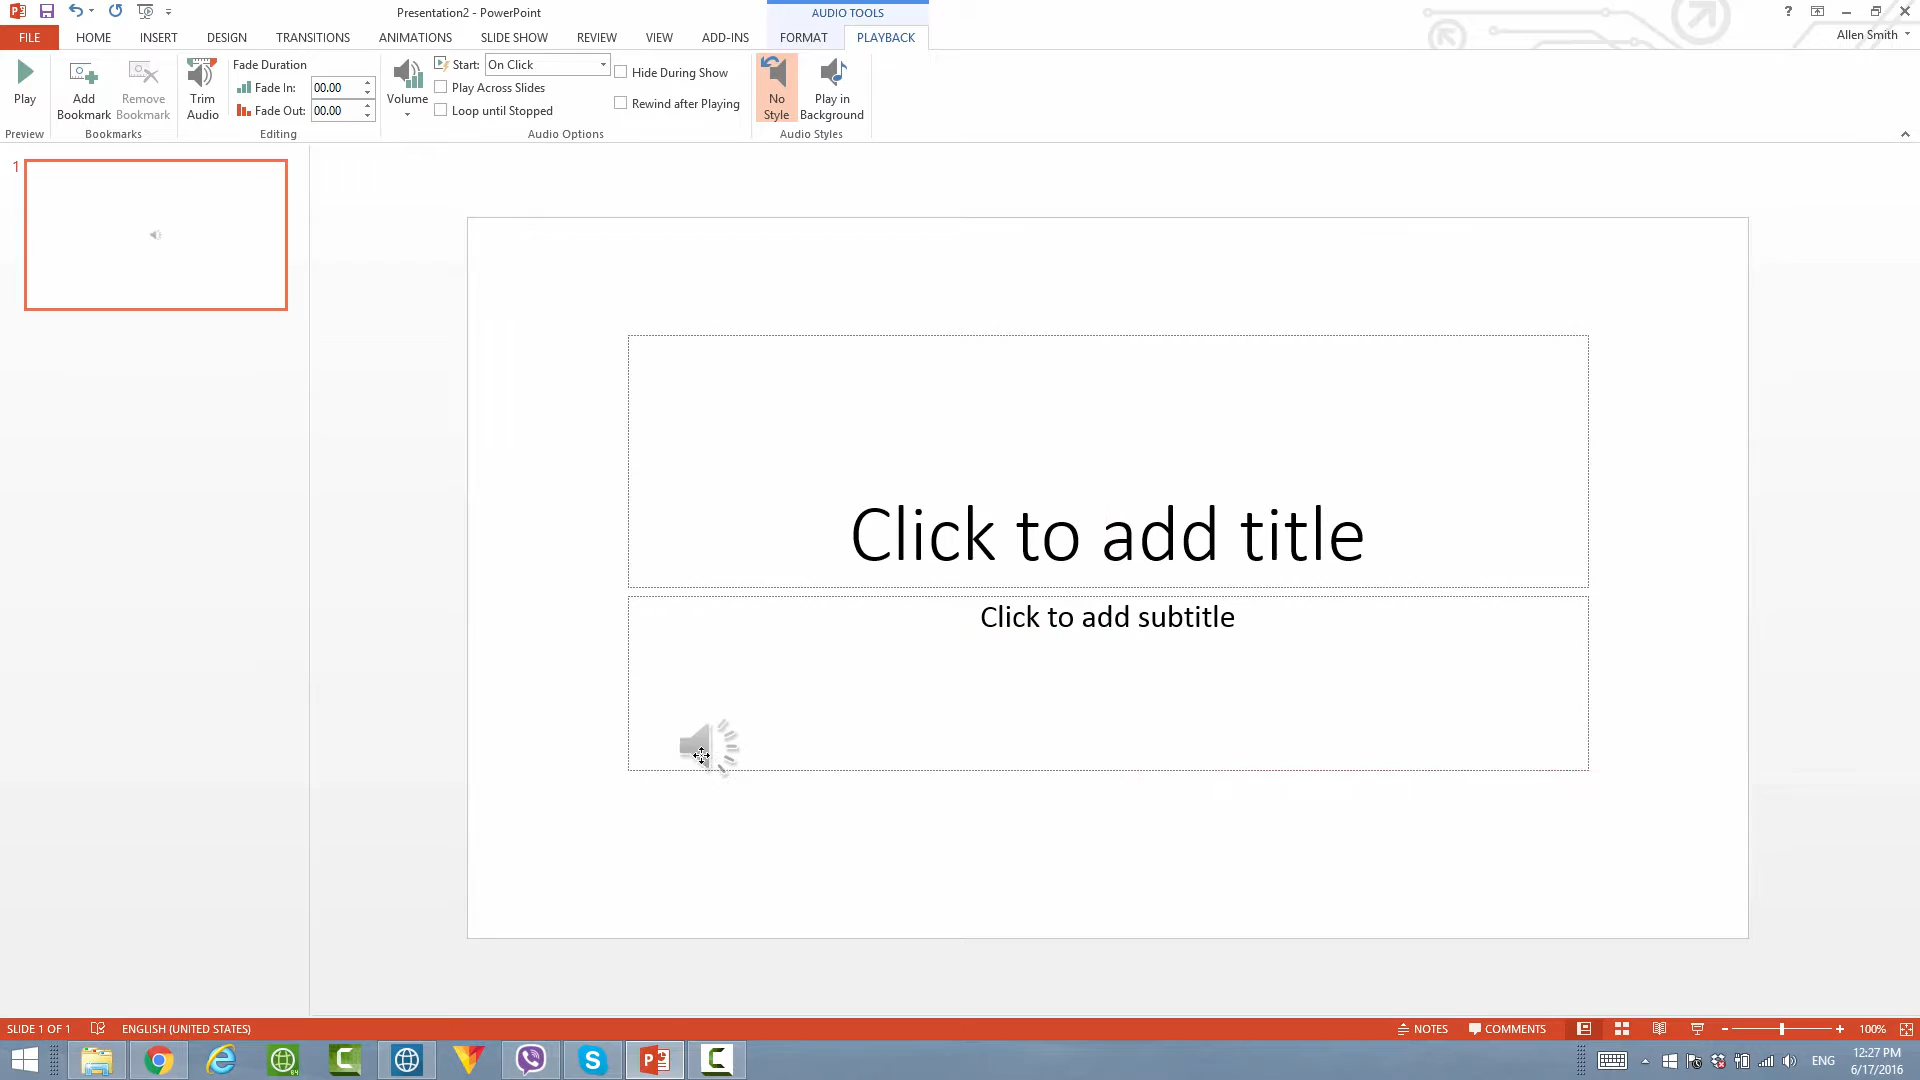 Presentation2 - PowerPoint
AUDIO TOOLS
?
FILE HOME INSERT DESIGN TRANSITIONS ANIMATIONS SLIDE SHOW REVIEW VIEW ADD-INS FORMAT PLAYBACK
Allen Smith
Play
Add Bookmark
Remove Bookmark
Trim Audio
Fade Duration
Fade In: 00.00
Fade Out: 00.00
Volume
Start: On Click
Play Across Slides
Loop until Stopped
Hide During Show
Rewind after Playing
No Style
Play in Background
Preview Bookmarks Editing Audio Options Audio Styles
1
Click to add title
Click to add subtitle
SLIDE 1 OF 1 ENGLISH (UNITED STATES) NOTES COMMENTS 100%
ENG
12:27 PM
6/17/2016